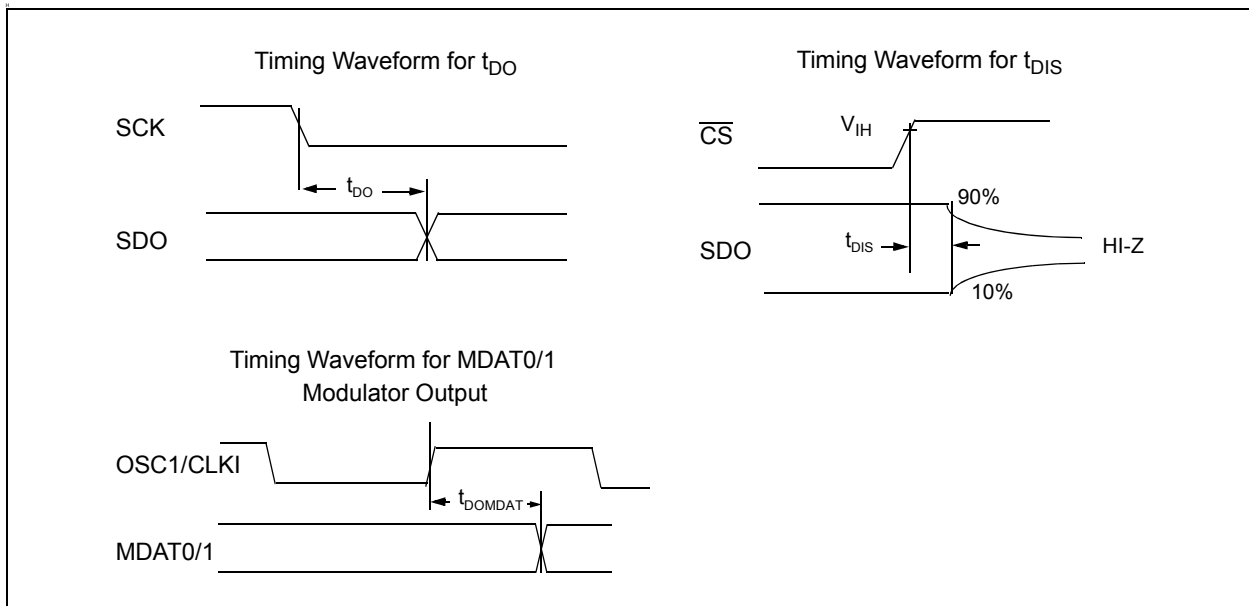 Timing Waveform for tDO
SCK
tDO
SDO
Timing Waveform for tDIS
CS
VIH
90%
SDO
tDIS
HI-Z
10%
Timing Waveform for MDAT0/1
Modulator Output
OSC1/CLKI
tDOMDAT
MDAT0/1